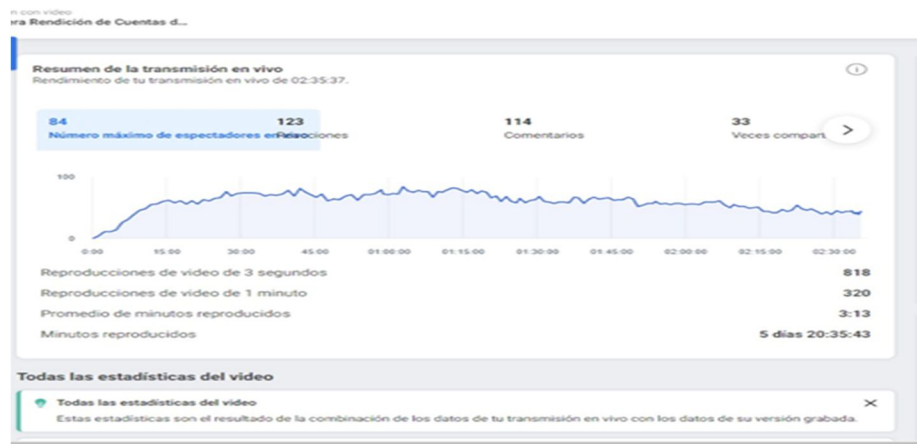 n con video
ra Rendición de Cuentas d...
Resumen de la transmisión en vivo
Rendimiento de tu transmisión en vivo de 02:35:37.
84
Número máximo de espectadores en vivo
123
Reacciones
114
Comentarios
33
Veces compart
100
0
0:00 15:00 30:00 45:00 01:00:00 01:15:00 01:30:00 01:45:00 02:00:00 02:15:00 02:30:00
Reproducciones de video de 3 segundos 818
Reproducciones de video de 1 minuto 320
Promedio de minutos reproducidos 3:13
Minutos reproducidos 5 días 20:35:43
Todas las estadísticas del video
Todas las estadísticas del video
Estas estadísticas son el resultado de la combinación de los datos de tu transmisión en vivo con los datos de su versión grabada.